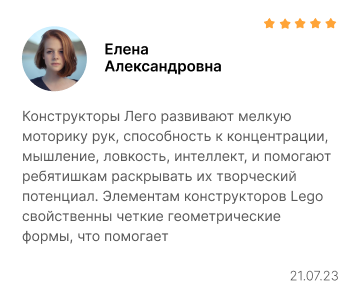 Елена
Александровна
Конструкторы Лего развивают мелкую
моторику рук, способность к концентрации,
мышление, ловкость, интеллект, и помогают
ребятишкам раскрывать их творческий
потенциал. Элементам конструкторов Lego
свойственны четкие геометрические
формы, что помогает
21.07.23